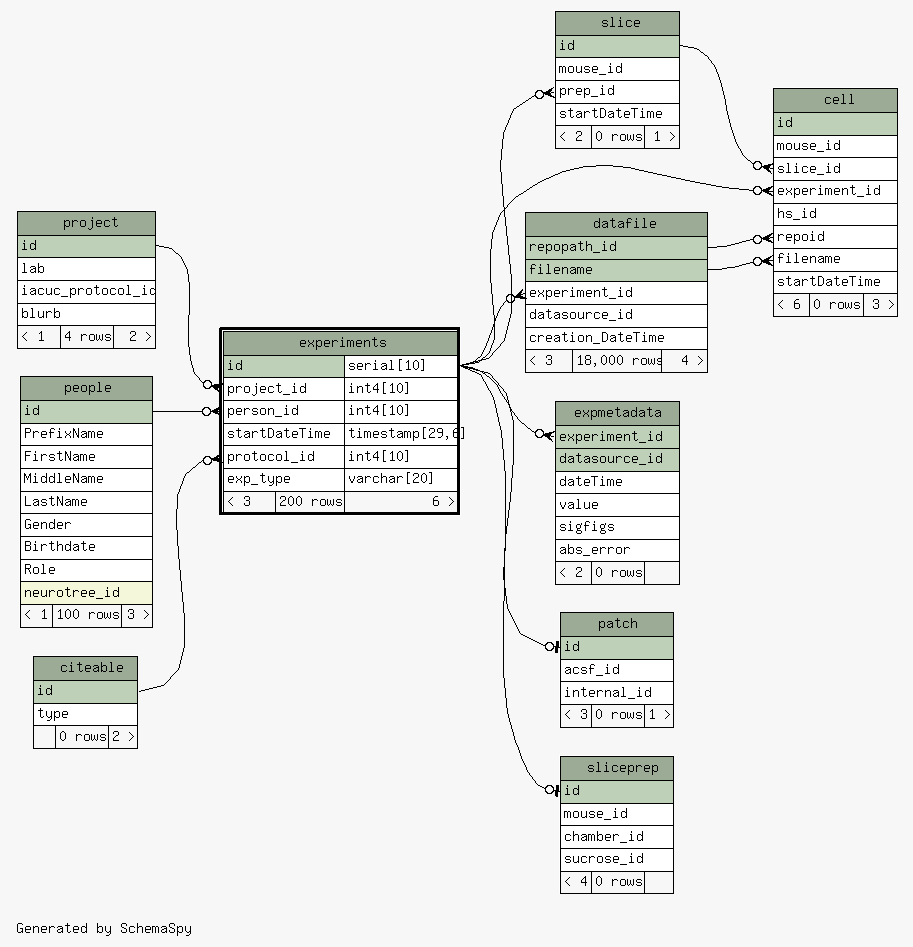 slice
id
mouse_id
prep_id
startDateTime
< 2 0 rows 1 >
cell
id
mouse_id
slice_id
experiment_id
hs_id
repoid
filename
startDateTime
< 6 0 rows 3 >
project
id
lab
iacuc_protocol_id
blurb
< 1 4 rows 2 >
datafile
repopath_id
filename
experiment_id
datasource_id
creation_DateTime
< 3 18,000 rows 4 >
experiments
id serial[10]
project_id int4[10]
person_id int4[10]
startDateTime timestamp[29,6]
protocol_id int4[10]
exp_type varchar[20]
< 3 200 rows 6 >
people
id
PrefixName
FirstName
MiddleName
LastName
Gender
Birthdate
Role
neurotree_id
< 1 100 rows 3 >
expmetadata
experiment_id
datasource_id
dateTime
value
sigfigs
abs_error
< 2 0 rows
citeable
id
type
0 rows 2 >
patch
id
acsf_id
internal_id
< 3 0 rows 1 >
sliceprep
id
mouse_id
chamber_id
sucrose_id
< 4 0 rows
Generated by SchemaSpy